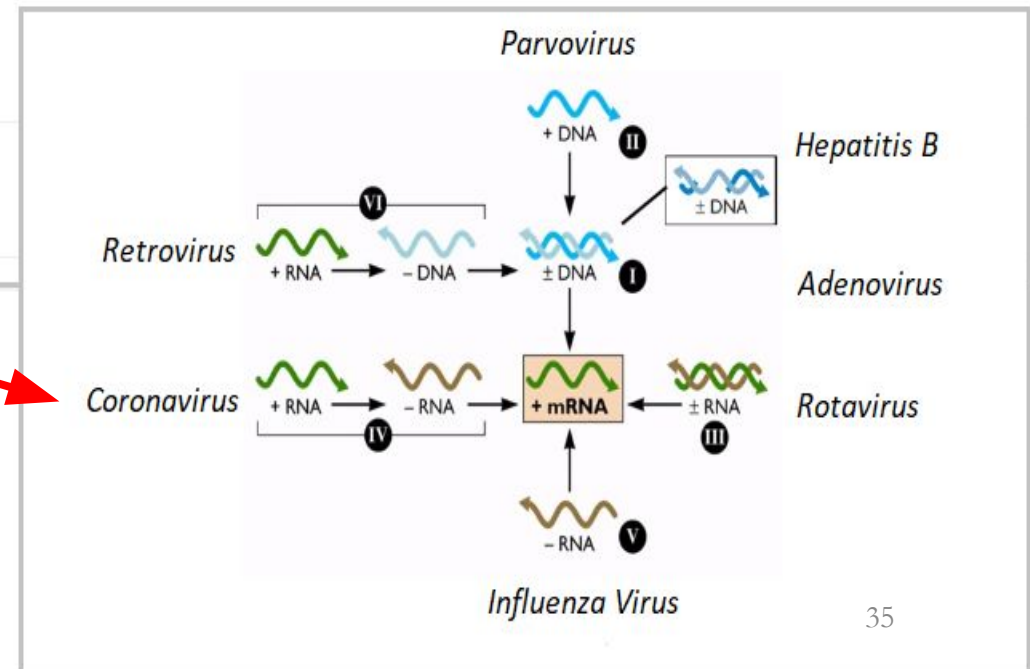 Parvovirus
+ DNA
II
Hepatitis B
± DNA
VI
Retrovirus
+ RNA
– DNA
± DNA
I
Adenovirus
Coronavirus
+ RNA
– RNA
+ mRNA
± RNA
Rotavirus
IV
III
– RNA
V
Influenza Virus
35